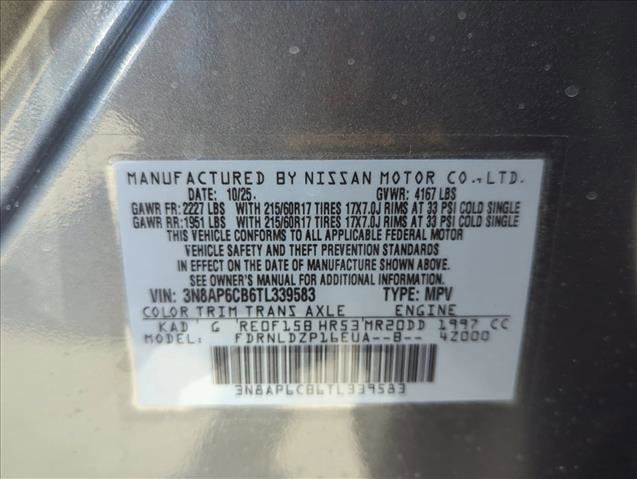 MANUFACTURED BY NISSAN MOTOR CO.,LTD.
DATE: 10/25. GVWR: 4167 LBS
GAWR FR: 2227 LBS WITH 215/60R17 TIRES 17X7.0J RIMS AT 33 PSI COLD SINGLE
GAWR RR: 1951 LBS WITH 215/60R17 TIRES 17X7.0J RIMS AT 33 PSI COLD SINGLE
THIS VEHICLE CONFORMS TO ALL APPLICABLE FEDERAL MOTOR
VEHICLE SAFETY AND THEFT PREVENTION STANDARDS
IN EFFECT ON THE DATE OF MANUFACTURE SHOWN ABOVE.
SEE OWNER'S MANUAL FOR ADDITIONAL INFORMATION.
VIN: 3N8AP6CB6TL339583 TYPE: MPV
COLOR TRIM TRANS AXLE ENGINE
KAD G RE0F15B HR53 MR20DD 1997 CC
MODEL: FDRNLDZP16EUA--B-- 42000
3N8AP6CB6TL339583